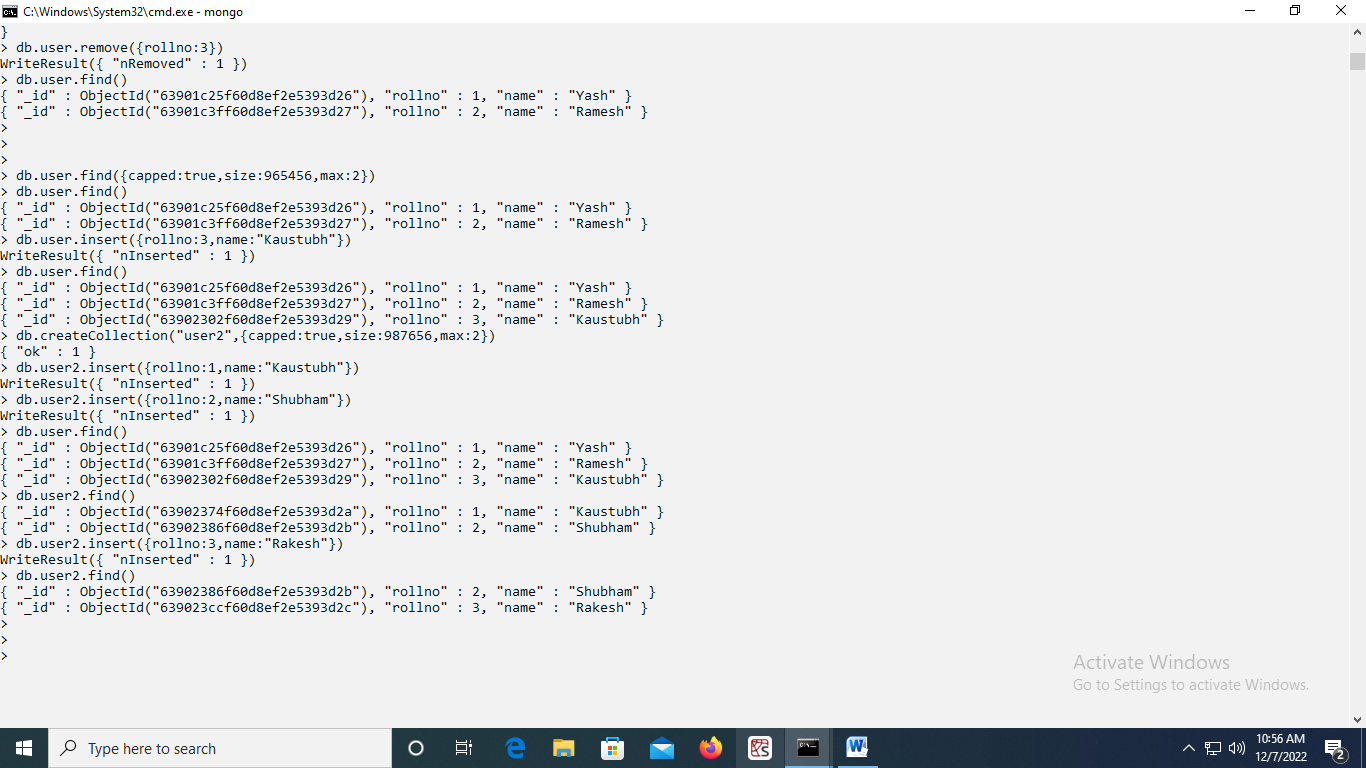 C:\Windows\System32\cmd.exe - mongo
}
> db.user.remove({rollno:3})
WriteResult({ "nRemoved" : 1 })
> db.user.find()
{ "_id" : ObjectId("63901c25f60d8ef2e5393d26"), "rollno" : 1, "name" : "Yash" }
{ "_id" : ObjectId("63901c3ff60d8ef2e5393d27"), "rollno" : 2, "name" : "Ramesh" }
>
>
>
> db.user.find({capped:true,size:965456,max:2})
> db.user.find()
{ "_id" : ObjectId("63901c25f60d8ef2e5393d26"), "rollno" : 1, "name" : "Yash" }
{ "_id" : ObjectId("63901c3ff60d8ef2e5393d27"), "rollno" : 2, "name" : "Ramesh" }
> db.user.insert({rollno:3,name:"Kaustubh"})
WriteResult({ "nInserted" : 1 })
> db.user.find()
{ "_id" : ObjectId("63901c25f60d8ef2e5393d26"), "rollno" : 1, "name" : "Yash" }
{ "_id" : ObjectId("63901c3ff60d8ef2e5393d27"), "rollno" : 2, "name" : "Ramesh" }
{ "_id" : ObjectId("63902302f60d8ef2e5393d29"), "rollno" : 3, "name" : "Kaustubh" }
> db.createCollection("user2",{capped:true,size:987656,max:2})
{ "ok" : 1 }
> db.user2.insert({rollno:1,name:"Kaustubh"})
WriteResult({ "nInserted" : 1 })
> db.user2.insert({rollno:2,name:"Shubham"})
WriteResult({ "nInserted" : 1 })
> db.user.find()
{ "_id" : ObjectId("63901c25f60d8ef2e5393d26"), "rollno" : 1, "name" : "Yash" }
{ "_id" : ObjectId("63901c3ff60d8ef2e5393d27"), "rollno" : 2, "name" : "Ramesh" }
{ "_id" : ObjectId("63902302f60d8ef2e5393d29"), "rollno" : 3, "name" : "Kaustubh" }
> db.user2.find()
{ "_id" : ObjectId("63902374f60d8ef2e5393d2a"), "rollno" : 1, "name" : "Kaustubh" }
{ "_id" : ObjectId("63902386f60d8ef2e5393d2b"), "rollno" : 2, "name" : "Shubham" }
> db.user2.insert({rollno:3,name:"Rakesh"})
WriteResult({ "nInserted" : 1 })
> db.user2.find()
{ "_id" : ObjectId("63902386f60d8ef2e5393d2b"), "rollno" : 2, "name" : "Shubham" }
{ "_id" : ObjectId("639023ccf60d8ef2e5393d2c"), "rollno" : 3, "name" : "Rakesh" }
>
>
>
Activate Windows
Go to Settings to activate Windows.
Type here to search
10:56 AM
12/7/2022
2